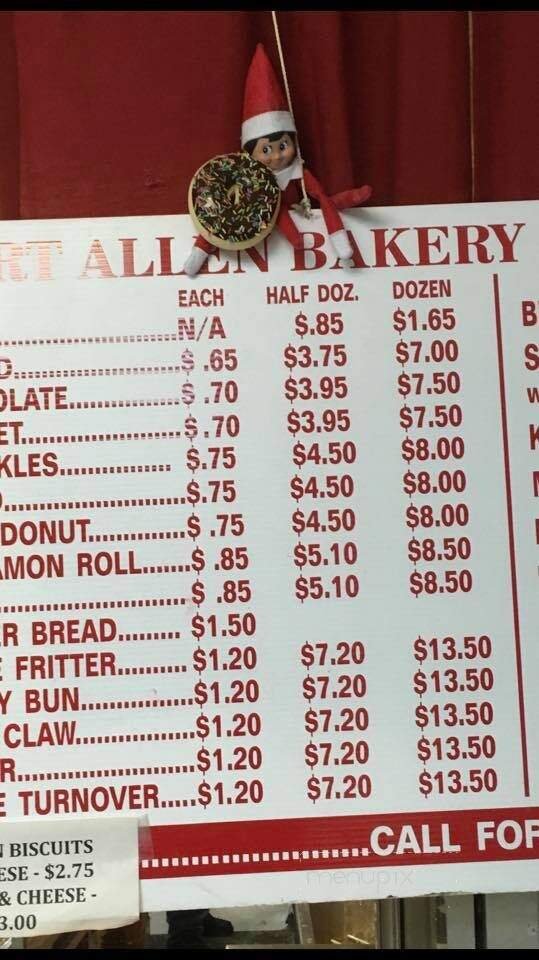 RT ALLEN BAKERY
EACH HALF DOZ. DOZEN
..................N/A $.85 $1.65
D..................$ .65 $3.75 $7.00
OLATE..................$ .70 $3.95 $7.50
ET..................$ .70 $3.95 $7.50
KLES............... $.75 $4.50 $8.00
..................$.75 $4.50 $8.00
DONUT...............$ .75 $4.50 $8.00
AMON ROLL.......$ .85 $5.10 $8.50
..................$ .85 $5.10 $8.50
R BREAD......... $1.50
E FRITTER..........$1.20 $7.20 $13.50
Y BUN...............$1.20 $7.20 $13.50
CLAW...............$1.20 $7.20 $13.50
R..................$1.20 $7.20 $13.50
E TURNOVER.....$1.20 $7.20 $13.50
..................CALL FOR
N BISCUITS
ESE - $2.75
& CHEESE -
3.00
B
S
W
K
menupix